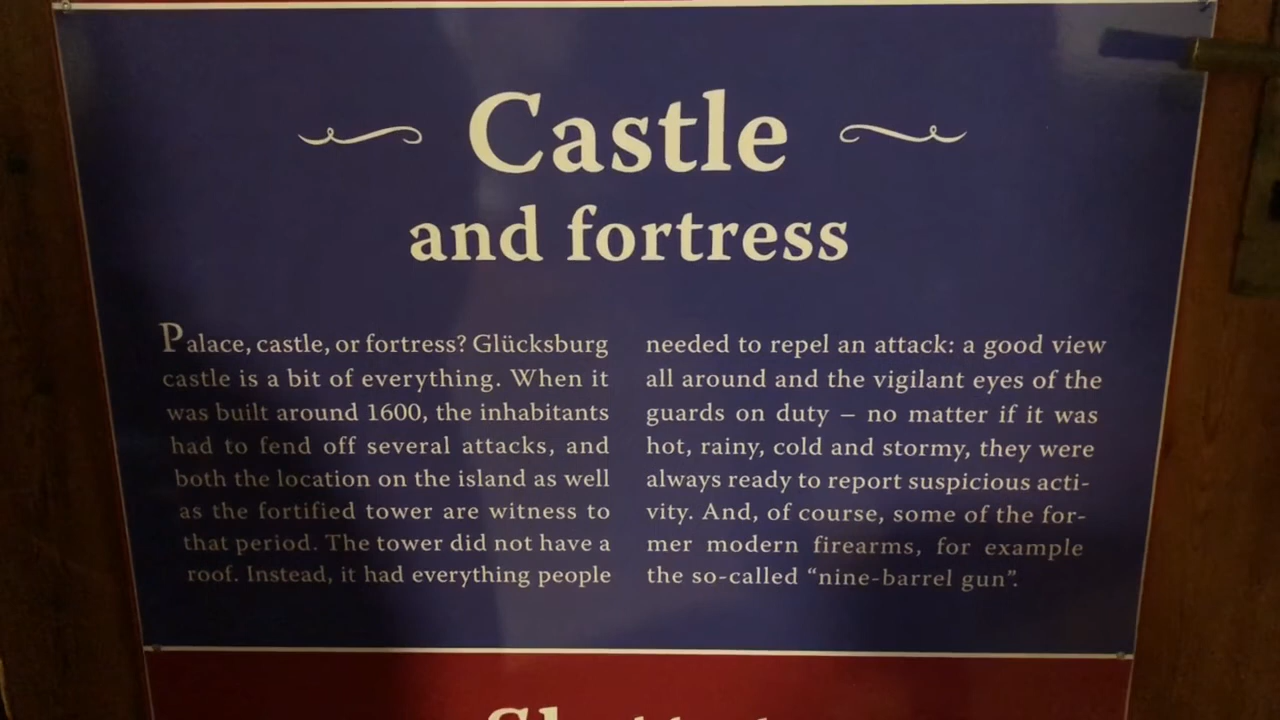 Castle
and fortress
Palace, castle, or fortress? Glücksburg
castle is a bit of everything. When it
was built around 1600, the inhabitants
had to fend off several attacks, and
both the location on the island as well
as the fortified tower are witness to
that period. The tower did not have a
roof. Instead, it had everything people
needed to repel an attack: a good view
all around and the vigilant eyes of the
guards on duty – no matter if it was
hot, rainy, cold and stormy, they were
always ready to report suspicious acti-
vity. And, of course, some of the for-
mer modern firearms, for example
the so-called “nine-barrel gun”.